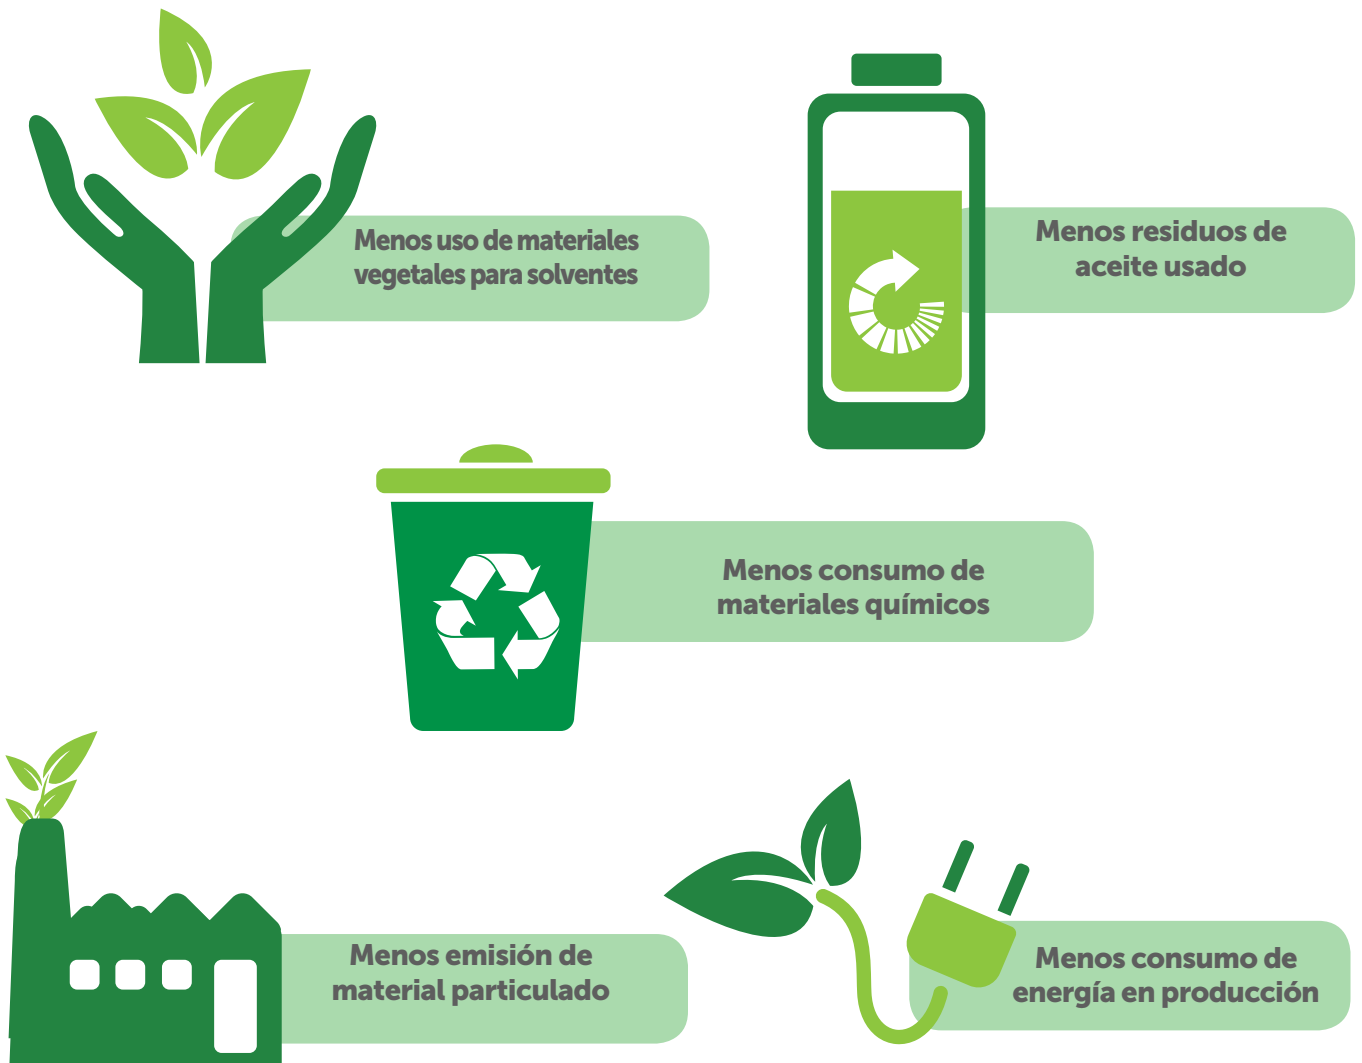 Menos uso de materiales
vegetales para solventes
Menos residuos de
aceite usado
Menos consumo de
materiales químicos
Menos emisión de
material particulado
Menos consumo de
energía en producción